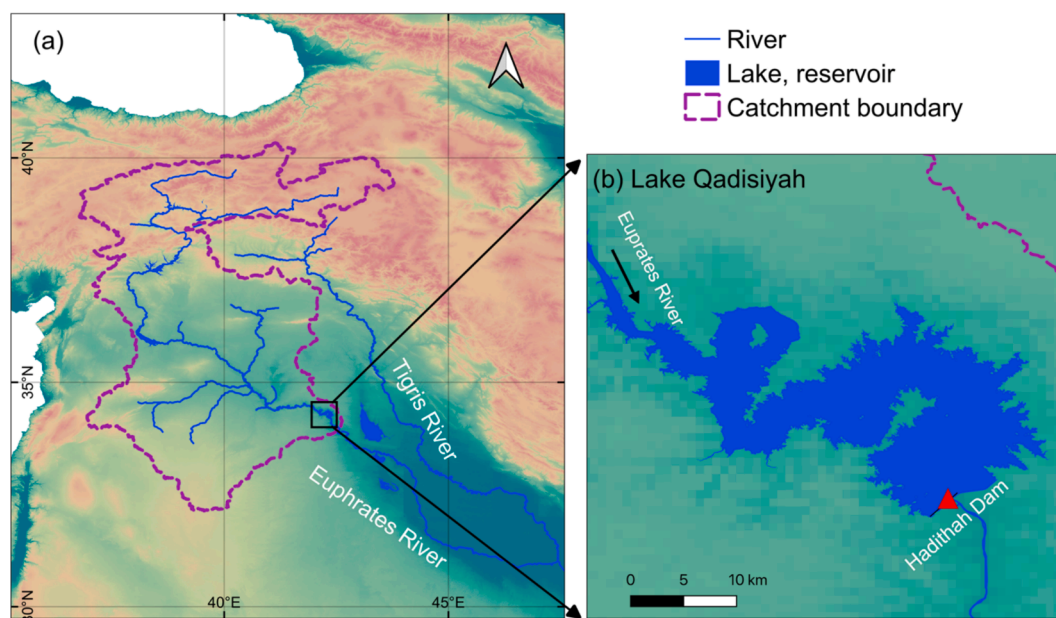 (a)
River
Lake, reservoir
Catchment boundary
40°N
35°N
30°N
40°E
45°E
Tigris River
Euphrates River
(b) Lake Qadisiyah
Euprates River
Hadithah Dam
0 5 10 km